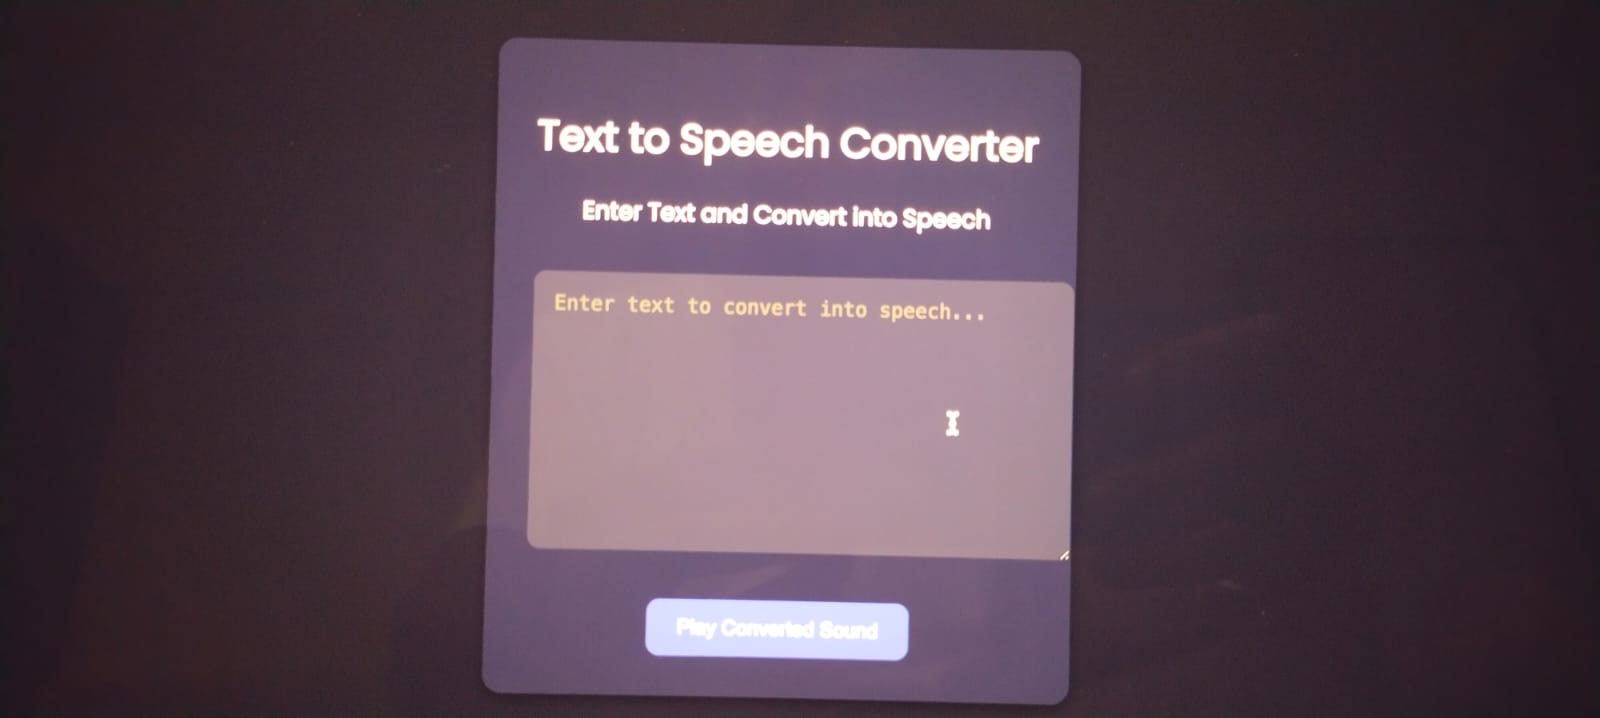 Text to Speech Converter
Enter Text and Convert into Speech
Enter text to convert into speech...
Play Converted Sound